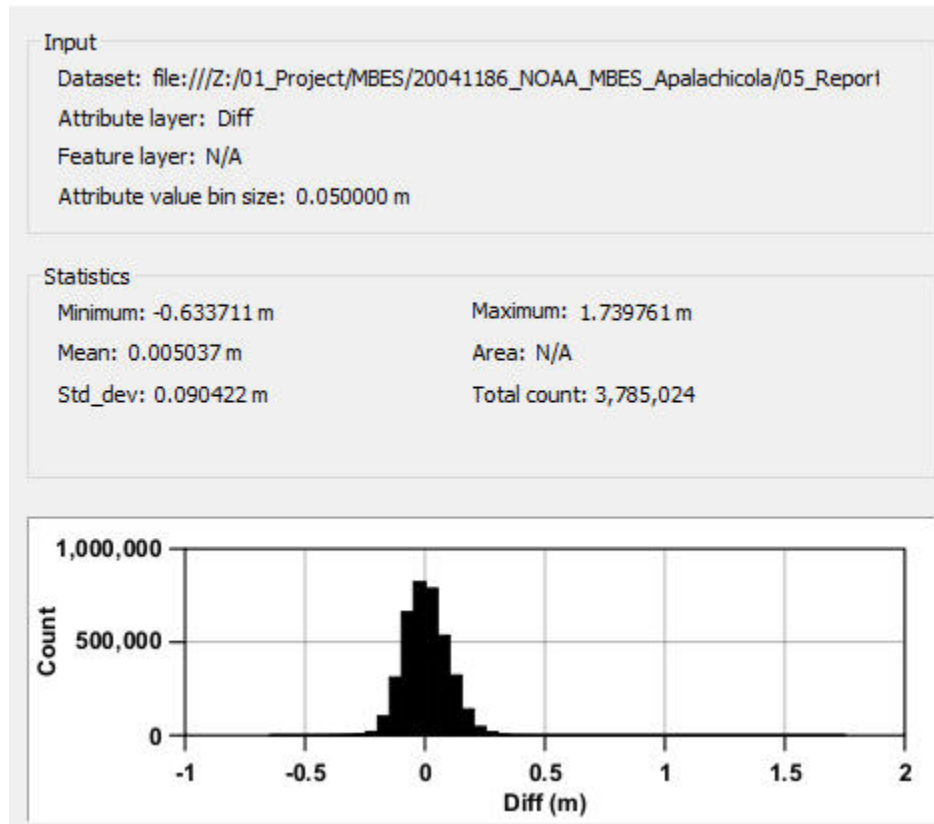 Input
Dataset: file:///Z:/01_Project/MBES/20041186_NOAA_MBES_Apalachicola/05_Report
Attribute layer: Diff
Feature layer: N/A
Attribute value bin size: 0.050000 m
Statistics
Minimum: -0.633711 m Maximum: 1.739761 m
Mean: 0.005037 m Area: N/A
Std_dev: 0.090422 m Total count: 3,785,024
1,000,000
Count
500,000
0
-1 -0.5 0 0.5 1 1.5 2
Diff (m)